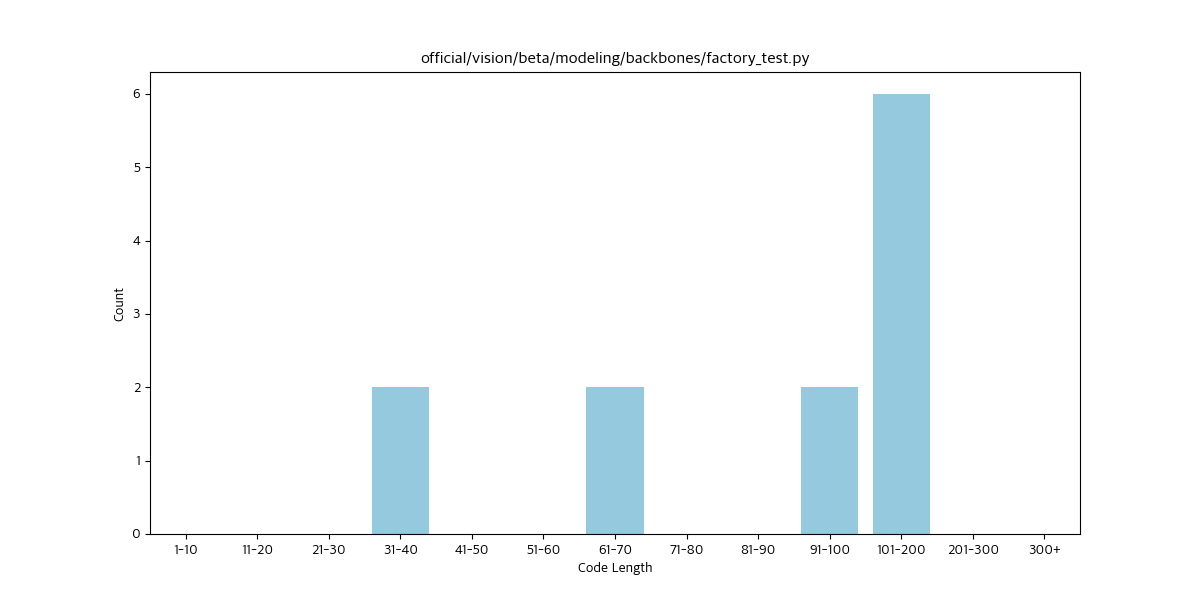 official/vision/beta/modeling/backbones/factory_test.py
6
5
4
3
2
1
0
Count
1-10 11-20 21-30 31-40 41-50 51-60 61-70 71-80 81-90 91-100 101-200 201-300 300+
Code Length